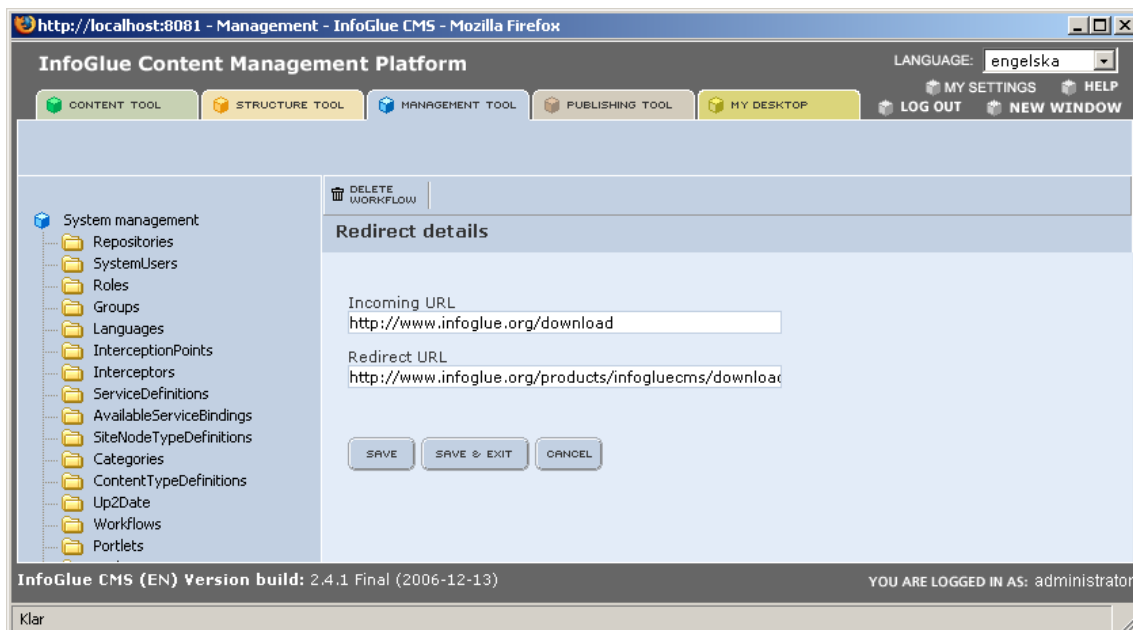 http://localhost:8081 - Management - InfoGlue CMS - Mozilla Firefox
InfoGlue Content Management Platform
LANGUAGE: engelska
MY SETTINGS HELP
LOG OUT NEW WINDOW
CONTENT TOOL
STRUCTURE TOOL
MANAGEMENT TOOL
PUBLISHING TOOL
MY DESKTOP
DELETE
WORKFLOW
Redirect details
System management
Repositories
SystemUsers
Roles
Groups
Languages
InterceptionPoints
Interceptors
ServiceDefinitions
AvailableServiceBindings
SiteNodeTypeDefinitions
Categories
ContentTypeDefinitions
Up2Date
Workflows
Portlets
Incoming URL
http://www.infoglue.org/download
Redirect URL
http://www.infoglue.org/products/infogluecms/download
SAVE
SAVE & EXIT
CANCEL
InfoGlue CMS (EN) Version build: 2.4.1 Final (2006-12-13)
YOU ARE LOGGED IN AS: administrator
Klar